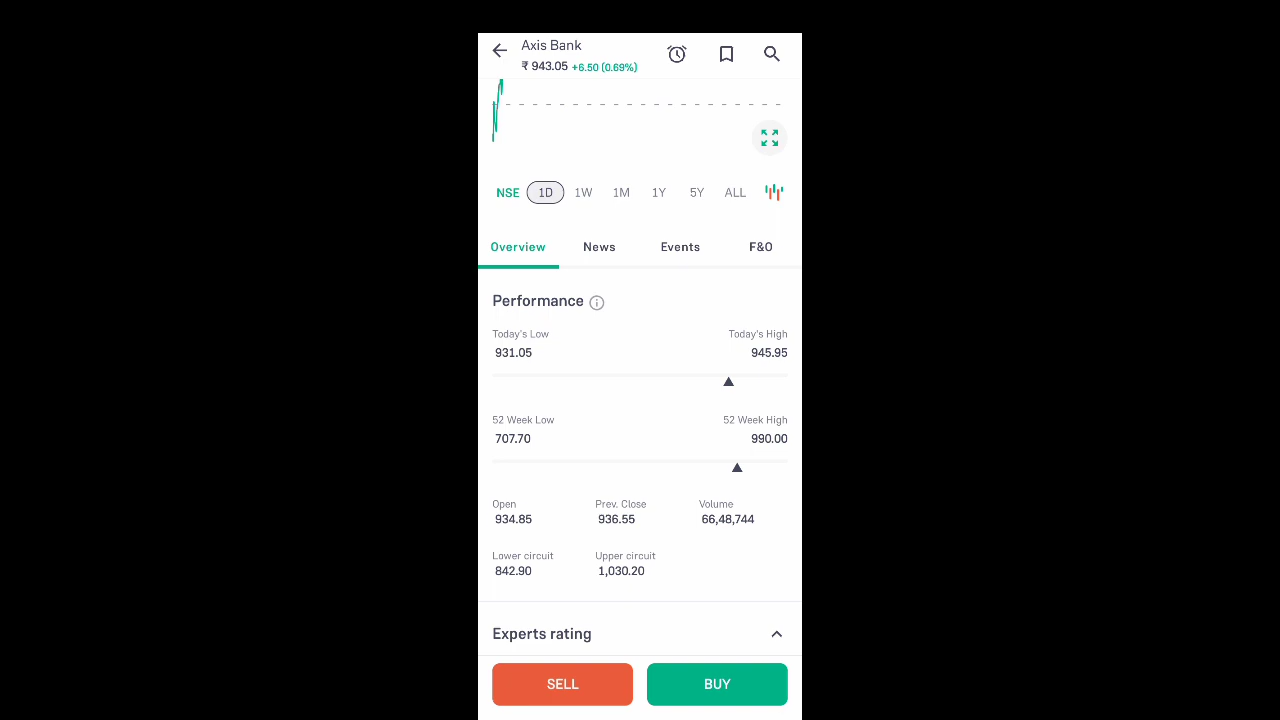 Axis Bank
₹ 943.05 +6.50 (0.69%)
NSE 1D 1W 1M 1Y 5Y ALL
Overview News Events F&O
Performance
Today's Low Today's High
931.05 945.95
52 Week Low 52 Week High
707.70 990.00
Open Prev. Close Volume
934.85 936.55 66,48,744
Lower circuit Upper circuit
842.90 1,030.20
Experts rating
SELL BUY